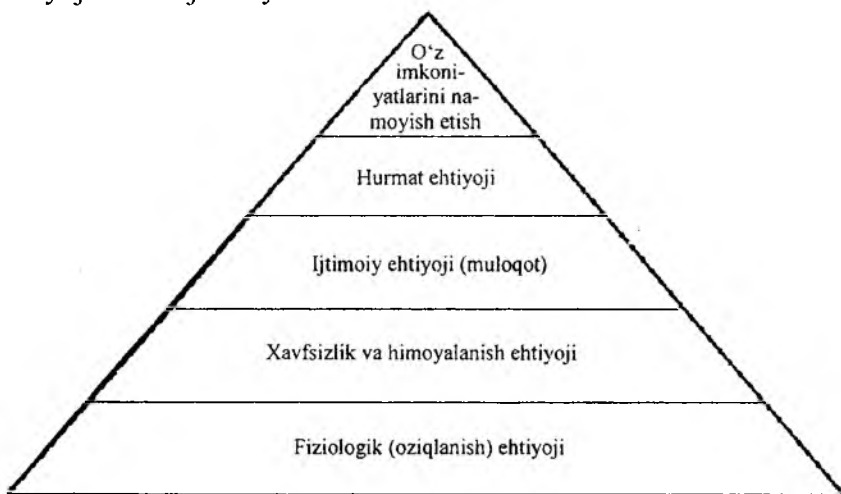 O‘z
imkoni-
yatlarini na-
moyish etish
Hurmat ehtiyoji
Ijtimoiy ehtiyoji (muloqot)
Xavfsizlik va himoyalanish ehtiyoji
Fiziologik (oziqlanish) ehtiyoji